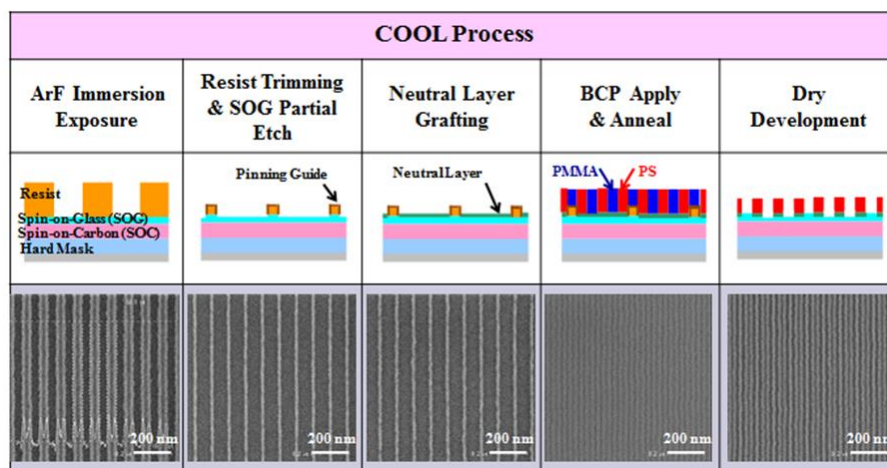 COOL Process
ArF Immersion
Exposure
Resist Trimming
& SOG Partial
Etch
Neutral Layer
Grafting
BCP Apply
& Anneal
Dry
Development
Resist
Spin-on-Glass (SOG)
Spin-on-Carbon (SOC)
Hard Mask
Pinning Guide
Neutral Layer
PMMA
PS
200 nm
200 nm
200 nm
200 nm
200 nm